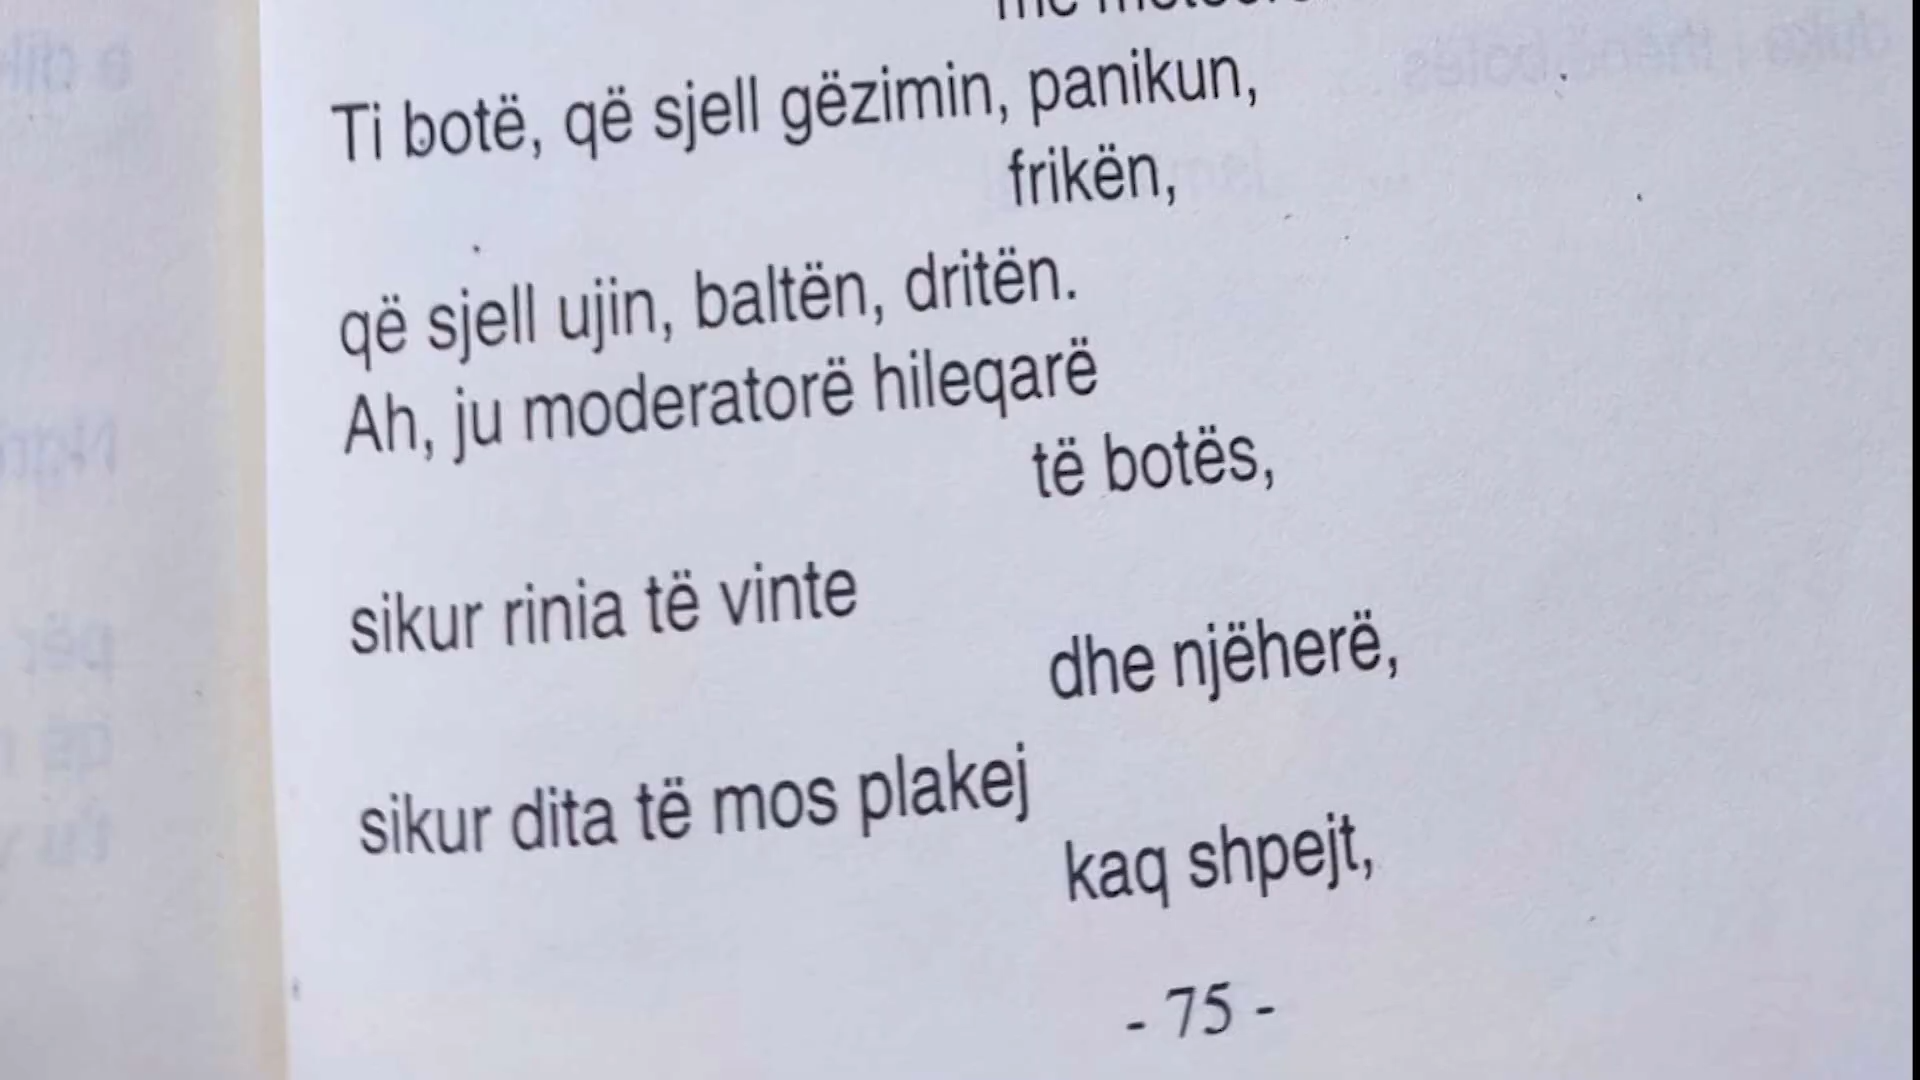 Ti botë, që sjell gëzimin, panikun,
frikën,
që sjell ujin, baltën, dritën.
Ah, ju moderatorë hileqarë
të botës,
sikur rinia të vinte
dhe njëherë,
sikur dita të mos plakej
kaq shpejt,
- 75 -